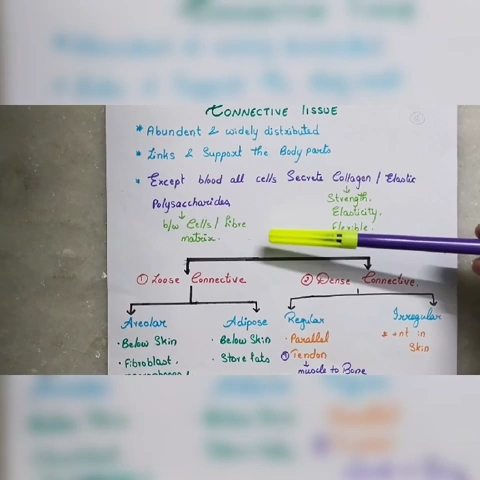 CONNECTIVE TISSUE
* Abundent & widely distributed
* Links & Support the Body parts
* Except blood all cells Secrete Collagen / Elastic
Polysaccharides
b/w Cells / Fibre
matrix.
Strength.
Elasticity.
Flexible.
① Loose Connective
② Dense Connective.
Areolar
• Below Skin
• Fibroblast.
Adipose
• Below Skin
• Store fats
Regular
• Parallel
① Tendon
muscle to Bone
Irregular
* +nt in
Skin